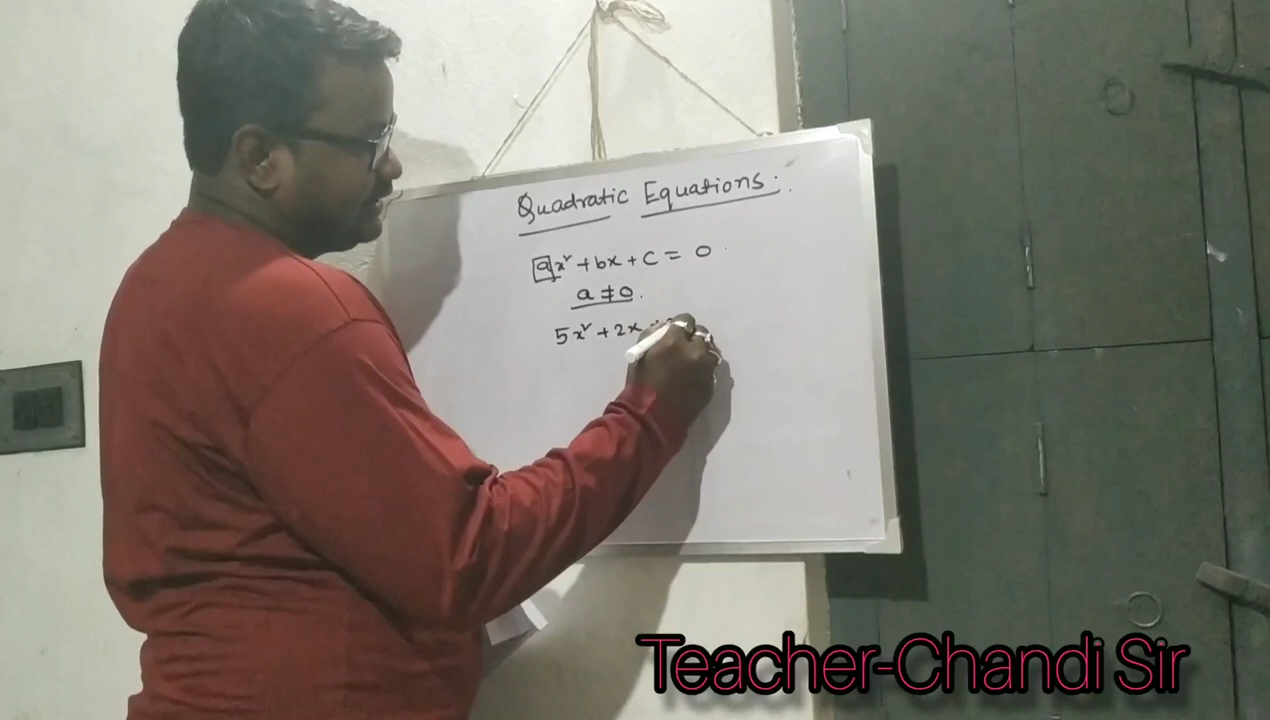 Quadratic Equations:
ax² + bx + c = 0
a ≠ 0.
5x² + 2x
Teacher-Chandi Sir